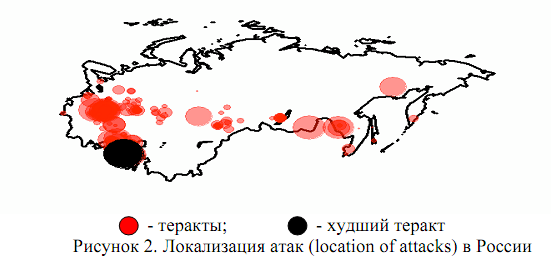 - теракты; - худший теракт
Рисунок 2. Локализация атак (location of attacks) в России